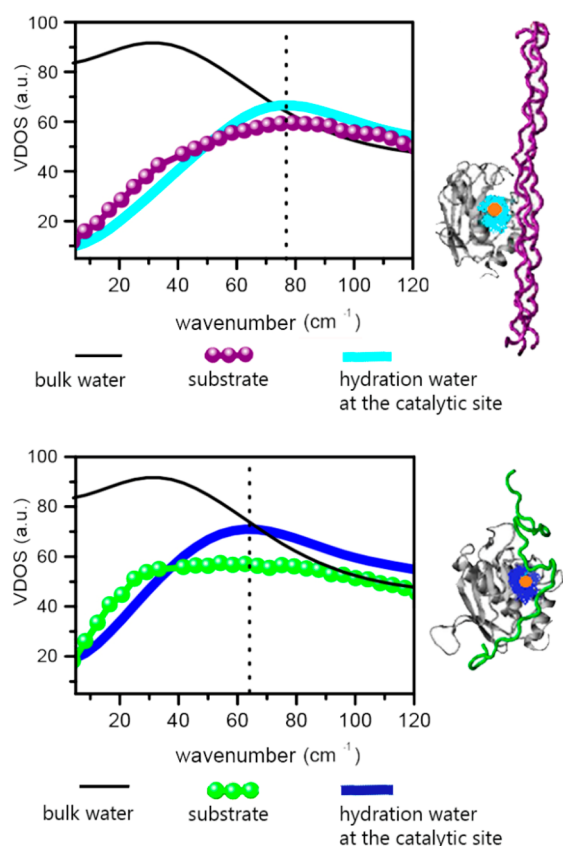 100
80
60
40
20
VDOS (a.u.)
20 40 60 80 100 120
wavenumber (cm -1)
bulk water
substrate
hydration water
at the catalytic site
100
80
60
40
20
VDOS (a.u.)
20 40 60 80 100 120
wavenumber (cm -1)
bulk water
substrate
hydration water
at the catalytic site